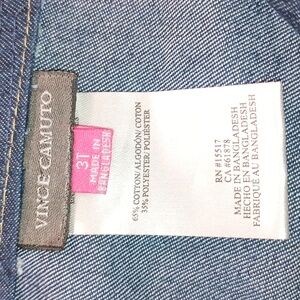 VINCE CAMUTO
3T
MADE IN
BANGLADESH
65% COTTON/ALGODÓN/COTON
35% POLYESTER/POLIÉSTER
RN #15517
CA #61878
MADE IN BANGLADESH
HECHO EN BANGLADESH
FABRIQUÉ AU BANGLADESH